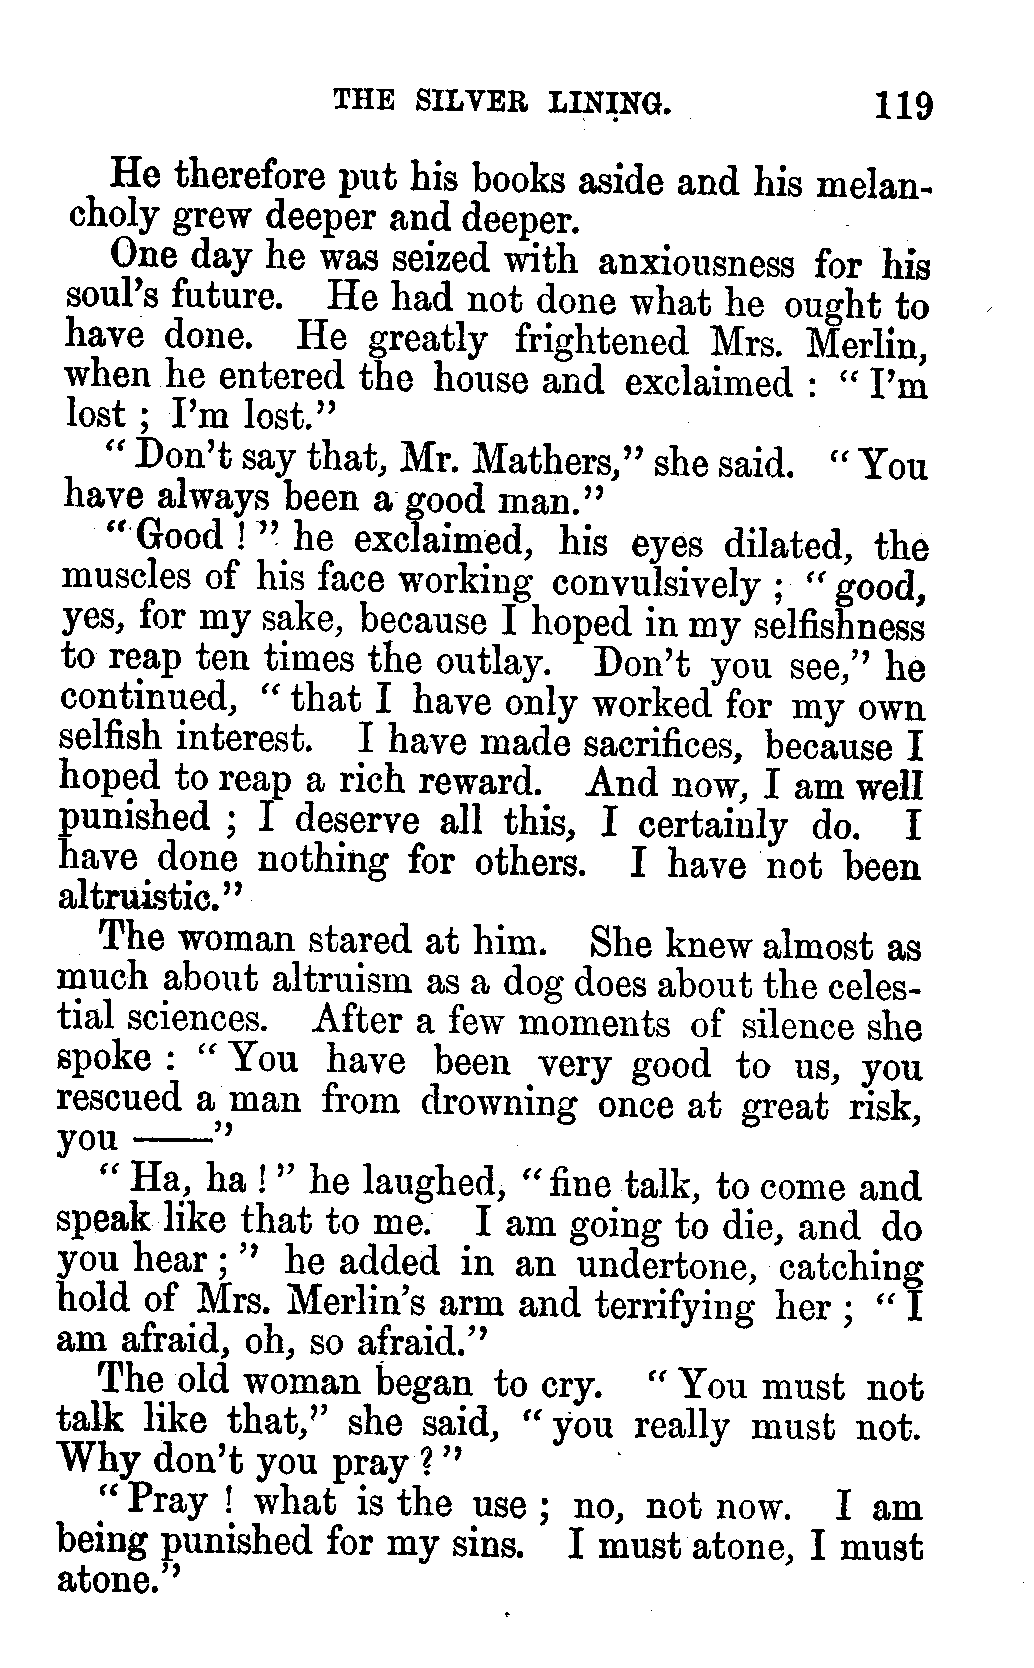 THE SILVER LINING. 119
He therefore put his books aside and his melan-
choly grew deeper and deeper.
One day he was seized with anxiousness for his
soul's future. He had not done what he ought to
have done. He greatly frightened Mrs. Merlin,
when he entered the house and exclaimed : " I'm
lost ; I'm lost."
" Don't say that, Mr. Mathers," she said. " You
have always been a good man."
" Good ! " he exclaimed, his eyes dilated, the
muscles of his face working convulsively ; " good,
yes, for my sake, because I hoped in my selfishness
to reap ten times the outlay. Don't you see," he
continued, " that I have only worked for my own
selfish interest. I have made sacrifices, because I
hoped to reap a rich reward. And now, I am well
punished ; I deserve all this, I certainly do. I
have done nothing for others. I have not been
altruistic."
The woman stared at him. She knew almost as
much about altruism as a dog does about the celes-
tial sciences. After a few moments of silence she
spoke : " You have been very good to us, you
rescued a man from drowning once at great risk,
you ——"
" Ha, ha ! " he laughed, " fine talk, to come and
speak like that to me. I am going to die, and do
you hear ; " he added in an undertone, catching
hold of Mrs. Merlin's arm and terrifying her ; " I
am afraid, oh, so afraid."
The old woman began to cry. " You must not
talk like that," she said, " you really must not.
Why don't you pray ? "
" Pray ! what is the use ; no, not now. I am
being punished for my sins. I must atone, I must
atone."